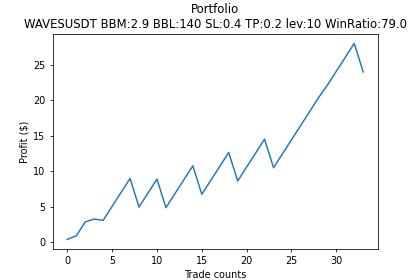 Portfolio
WAVESUSDT BBM:2.9 BBL:140 SL:0.4 TP:0.2 lev:10 WinRatio:79.0
Profit ($)
25
20
15
10
5
0
0 5 10 15 20 25 30
Trade counts